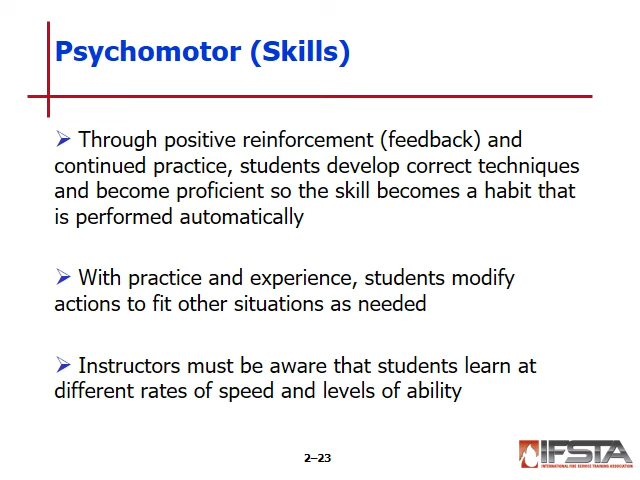 Psychomotor (Skills)
Through positive reinforcement (feedback) and
continued practice, students develop correct techniques
and become proficient so the skill becomes a habit that
is performed automatically
With practice and experience, students modify
actions to fit other situations as needed
Instructors must be aware that students learn at
different rates of speed and levels of ability
2–23
IFSTA
INTERNATIONAL FIRE SERVICE TRAINING ASSOCIATION